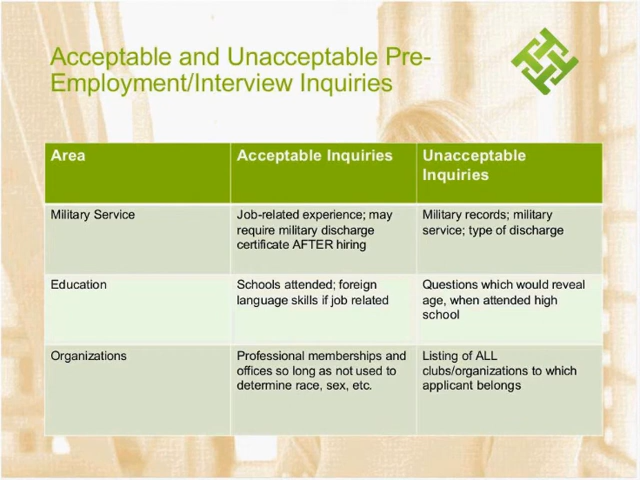 Acceptable and Unacceptable Pre-
Employment/Interview Inquiries
Area
Acceptable Inquiries
Unacceptable
Inquiries
Military Service
Job-related experience; may
require military discharge
certificate AFTER hiring
Military records; military
service; type of discharge
Education
Schools attended; foreign
language skills if job related
Questions which would reveal
age, when attended high
school
Organizations
Professional memberships and
offices so long as not used to
determine race, sex, etc.
Listing of ALL
clubs/organizations to which
applicant belongs